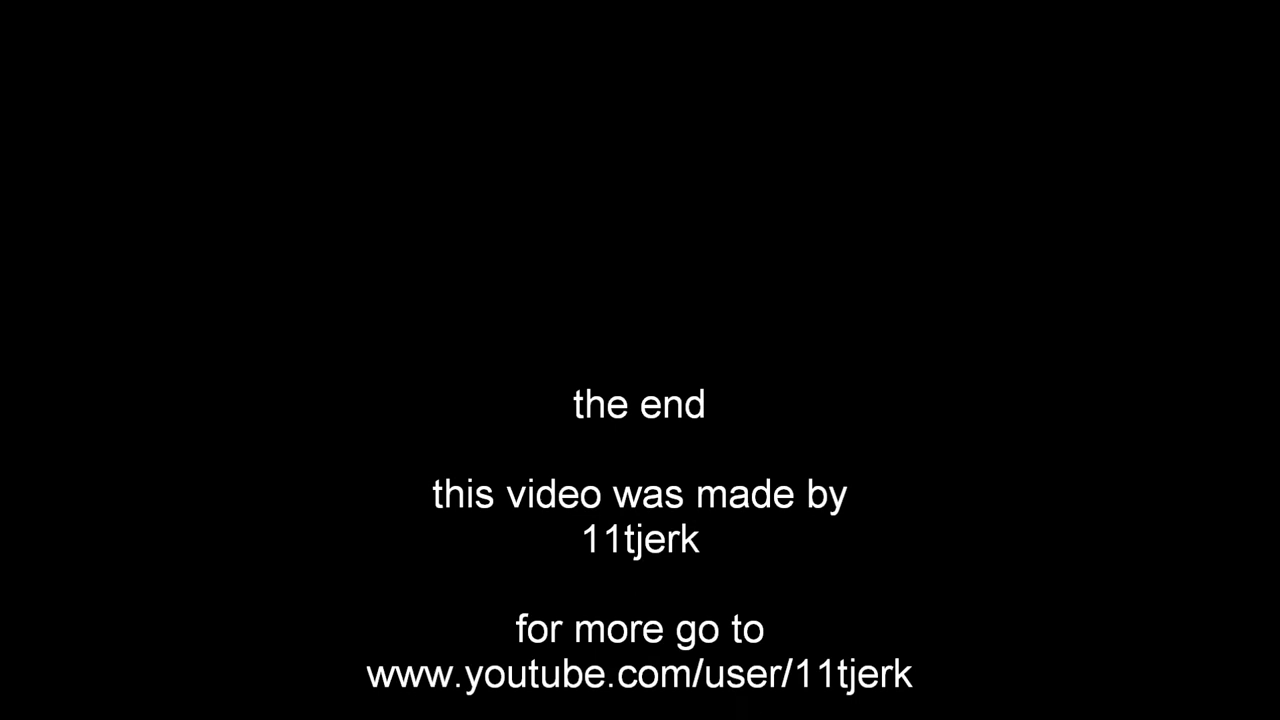 the end
this video was made by
11tjerk
for more go to
www.youtube.com/user/11tjerk